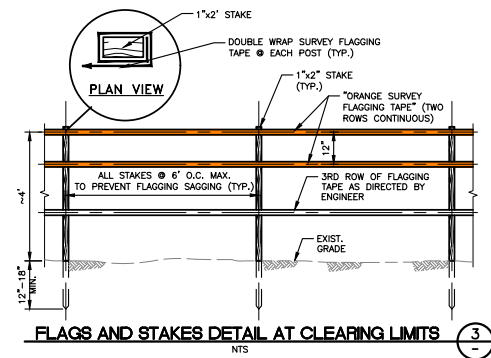 1"x2' STAKE
DOUBLE WRAP SURVEY FLAGGING
TAPE @ EACH POST (TYP.)
PLAN VIEW
1"x2" STAKE
(TYP.)
"ORANGE SURVEY
FLAGGING TAPE" (TWO
ROWS CONTINUOUS)
12"
ALL STAKES @ 6' O.C. MAX.
TO PREVENT FLAGGING SAGGING (TYP.)
3RD ROW OF FLAGGING
TAPE AS DIRECTED BY
ENGINEER
~4'
EXIST.
GRADE
12"-18"
MIN.
FLAGS AND STAKES DETAIL AT CLEARING LIMITS
NTS
3
-